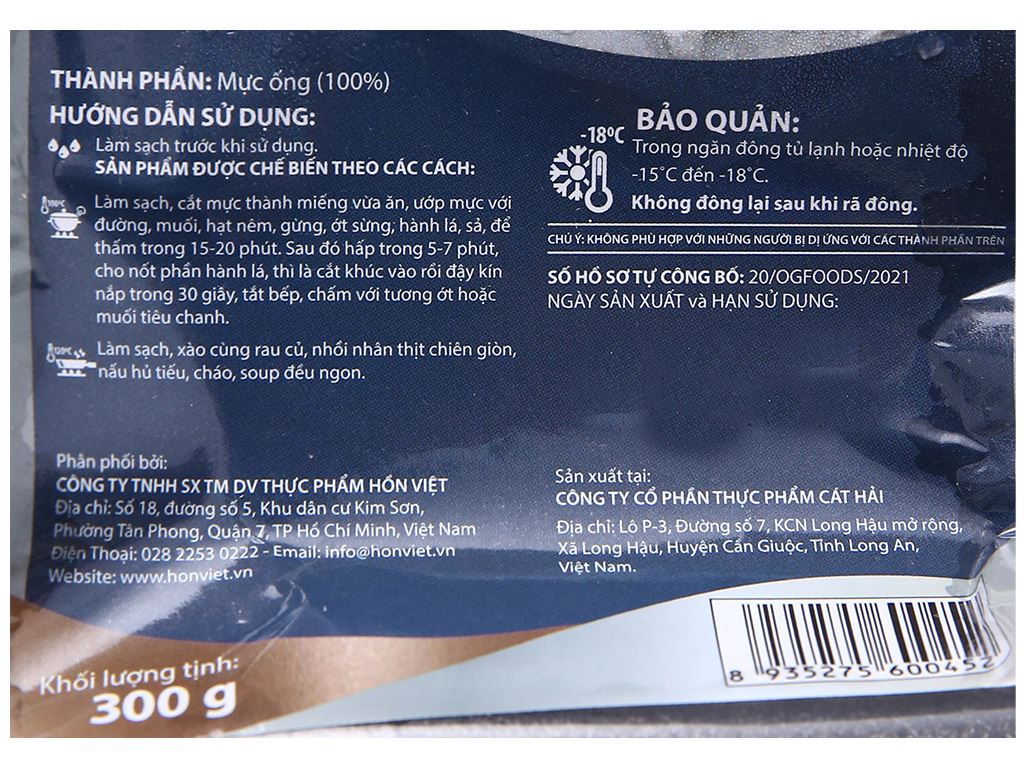 THÀNH PHẦN: Mực ống (100%)
HƯỚNG DẪN SỬ DỤNG:
Làm sạch trước khi sử dụng.
SẢN PHẨM ĐƯỢC CHẾ BIẾN THEO CÁC CÁCH:
100°C
Làm sạch, cắt mực thành miếng vừa ăn, ướp mực với
đường, muối, hạt nêm, gừng, ớt sừng; hành lá, sả, để
thấm trong 15-20 phút. Sau đó hấp trong 5-7 phút,
cho nốt phần hành lá, thì là cắt khúc vào rồi đậy kín
nắp trong 30 giây, tắt bếp, chấm với tương ớt hoặc
muối tiêu chanh.
120°C
Làm sạch, xào cùng rau củ, nhồi nhân thịt chiên giòn,
nấu hủ tiếu, cháo, soup đều ngon.
-18°C
BẢO QUẢN:
Trong ngăn đông tủ lạnh hoặc nhiệt độ
-15°C đến -18°C.
Không đông lại sau khi rã đông.
CHÚ Ý: KHÔNG PHÙ HỢP VỚI NHỮNG NGƯỜI BỊ DỊ ỨNG VỚI CÁC THÀNH PHẦN TRÊN
SỐ HỒ SƠ TỰ CÔNG BỐ: 20/OGFOODS/2021
NGÀY SẢN XUẤT và HẠN SỬ DỤNG:
Phân phối bởi:
CÔNG TY TNHH SX TM DV THỰC PHẨM HỒN VIỆT
Địa chỉ: Số 18, đường số 5, Khu dân cư Kim Sơn,
Phường Tân Phong, Quận 7, TP Hồ Chí Minh, Việt Nam
Điện Thoại: 028 2253 0222 - Email: info@honviet.vn
Website: www.honviet.vn
Sản xuất tại:
CÔNG TY CỔ PHẦN THỰC PHẨM CÁT HẢI
Địa chỉ: Lô P-3, Đường số 7, KCN Long Hậu mở rộng,
Xã Long Hậu, Huyện Cần Giuộc, Tỉnh Long An,
Việt Nam.
Khối lượng tịnh:
300 g
8 935275 600452